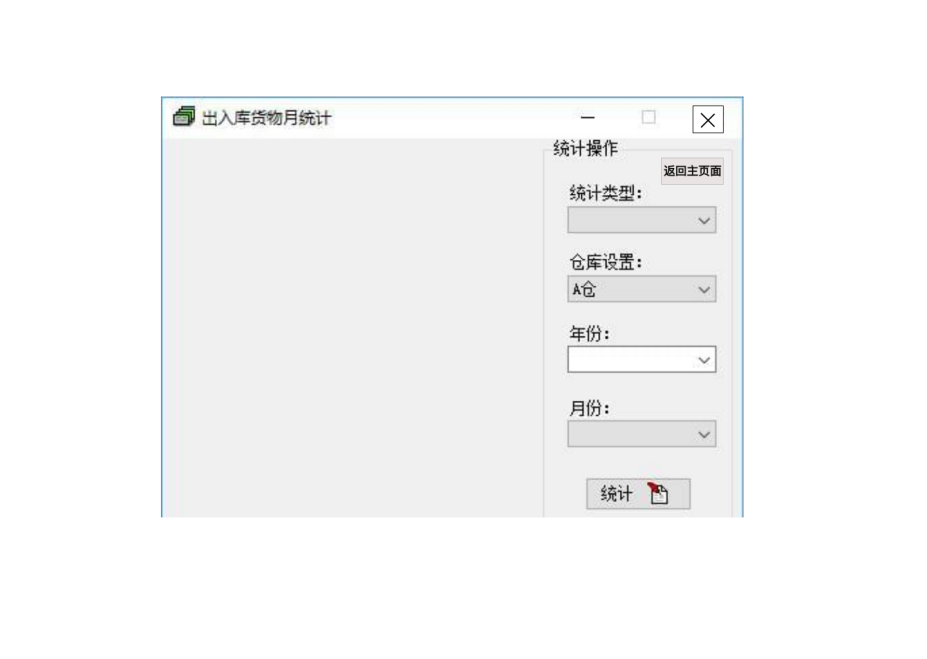 出入库货物月统计
统计操作
返回主页面
统计类型：
仓库设置：
A仓
年份：
月份：
统计